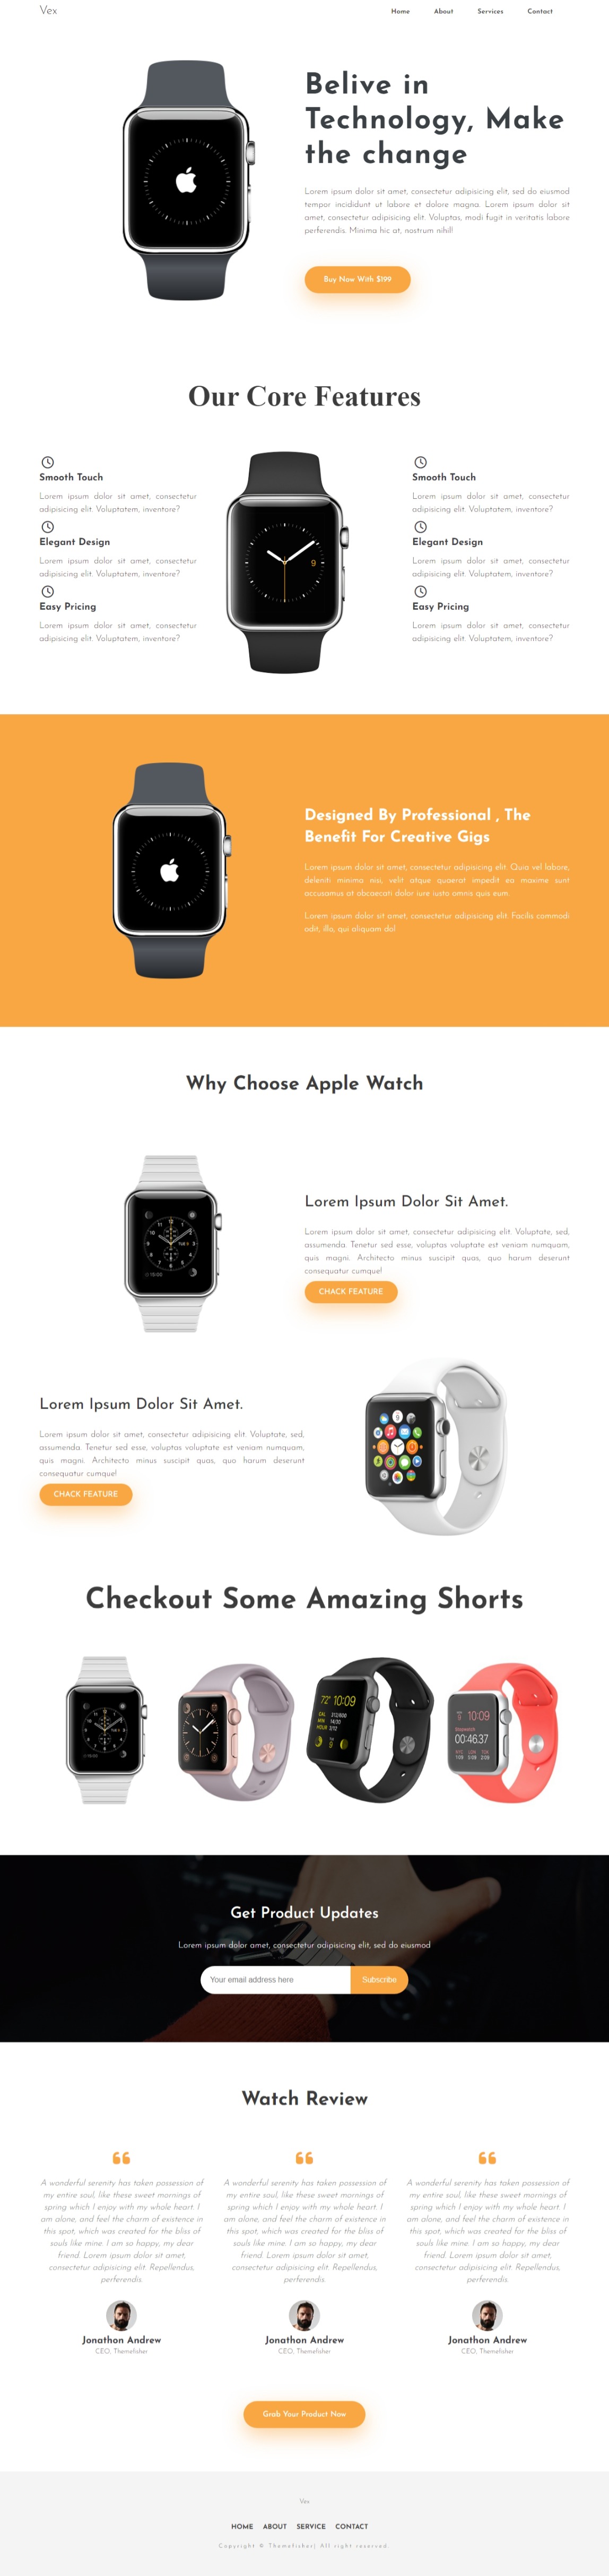 Vex
Home About Services Contact
Belive in
Technology, Make
the change
Lorem ipsum dolor sit amet, consectetur adipisicing elit, sed do eiusmod
tempor incididunt ut labore et dolore magna. Lorem ipsum dolor sit
amet, consectetur adipisicing elit. Voluptas, modi fugit in veritatis labore
perferendis. Minima hic at, nostrum nihil!
Buy Now With $199
Our Core Features
Smooth Touch
Lorem ipsum dolor sit amet, consectetur
adipisicing elit. Voluptatem, inventore?
Elegant Design
Lorem ipsum dolor sit amet, consectetur
adipisicing elit. Voluptatem, inventore?
Easy Pricing
Lorem ipsum dolor sit amet, consectetur
adipisicing elit. Voluptatem, inventore?
9
Smooth Touch
Lorem ipsum dolor sit amet, consectetur
adipisicing elit. Voluptatem, inventore?
Elegant Design
Lorem ipsum dolor sit amet, consectetur
adipisicing elit. Voluptatem, inventore?
Easy Pricing
Lorem ipsum dolor sit amet, consectetur
adipisicing elit. Voluptatem, inventore?
Designed By Professional , The
Benefit For Creative Gigs
Lorem ipsum dolor sit amet, consectetur adipisicing elit. Quia vel labore,
deleniti minima nisi, velit atque quaerat impedit ea maxime sunt
accusamus at obcaecati dolor iure iusto omnis quis eum.
Lorem ipsum dolor sit amet, consectetur adipisicing elit. Facilis commodi
odit, illo, qui aliquam dol
Why Choose Apple Watch
Lorem Ipsum Dolor Sit Amet.
Lorem ipsum dolor sit amet, consectetur adipisicing elit. Voluptate, sed,
assumenda. Tenetur sed esse, voluptas voluptate est veniam numquam,
quis magni. Architecto minus suscipit quas, quo harum deserunt
consequatur cumque!
CHACK FEATURE
Lorem Ipsum Dolor Sit Amet.
Lorem ipsum dolor sit amet, consectetur adipisicing elit. Voluptate, sed,
assumenda. Tenetur sed esse, voluptas voluptate est veniam numquam,
quis magni. Architecto minus suscipit quas, quo harum deserunt
consequatur cumque!
CHACK FEATURE
Checkout Some Amazing Shorts
72° 10:09
10:09
00:46.37
Get Product Updates
Lorem ipsum dolor amet, consectetur adipisicing elit, sed do eiusmod
Your email address here Subscribe
Watch Review
A wonderful serenity has taken possession of
my entire soul, like these sweet mornings of
spring which I enjoy with my whole heart. I
am alone, and feel the charm of existence in
this spot, which was created for the bliss of
souls like mine. I am so happy, my dear
friend. Lorem ipsum dolor sit amet,
consectetur adipisicing elit. Repellendus,
perferendis.
Jonathon Andrew
CEO, Themefisher
A wonderful serenity has taken possession of
my entire soul, like these sweet mornings of
spring which I enjoy with my whole heart. I
am alone, and feel the charm of existence in
this spot, which was created for the bliss of
souls like mine. I am so happy, my dear
friend. Lorem ipsum dolor sit amet,
consectetur adipisicing elit. Repellendus,
perferendis.
Jonathon Andrew
CEO, Themefisher
A wonderful serenity has taken possession of
my entire soul, like these sweet mornings of
spring which I enjoy with my whole heart. I
am alone, and feel the charm of existence in
this spot, which was created for the bliss of
souls like mine. I am so happy, my dear
friend. Lorem ipsum dolor sit amet,
consectetur adipisicing elit. Repellendus,
perferendis.
Jonathon Andrew
CEO, Themefisher
Grab Your Product Now
Vex
HOME ABOUT SERVICE CONTACT
Copyright © Themefisher| All right reserved.